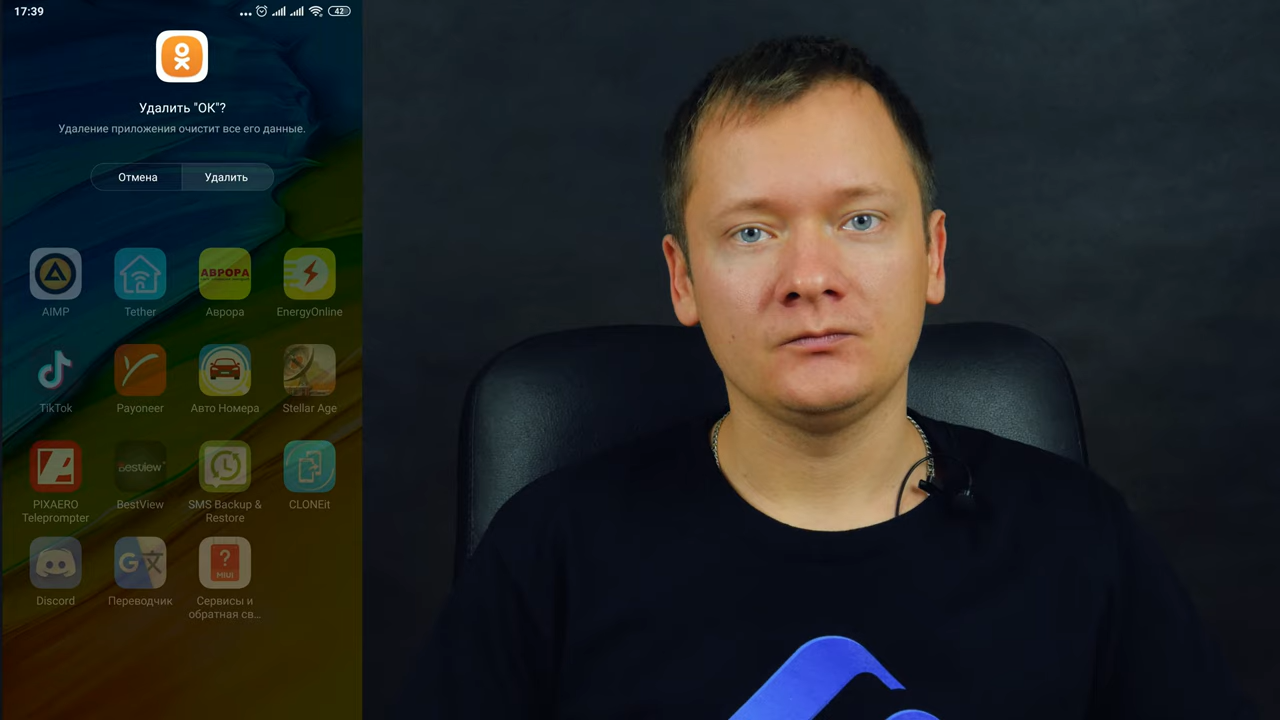 17:39
42
Удалить "ОК"?
Удаление приложения очистит все его данные.
Отмена
Удалить
АВРОРА
AIMP
Tether
Аврора
EnergyOnline
TikTok
Payoneer
Авто Номера
Stellar Age
Bestview
PIXAERO
Teleprompter
BestView
SMS Backup &
Restore
CLONEit
G
?
MIUI
Discord
Переводчик
Сервисы и
обратная св...